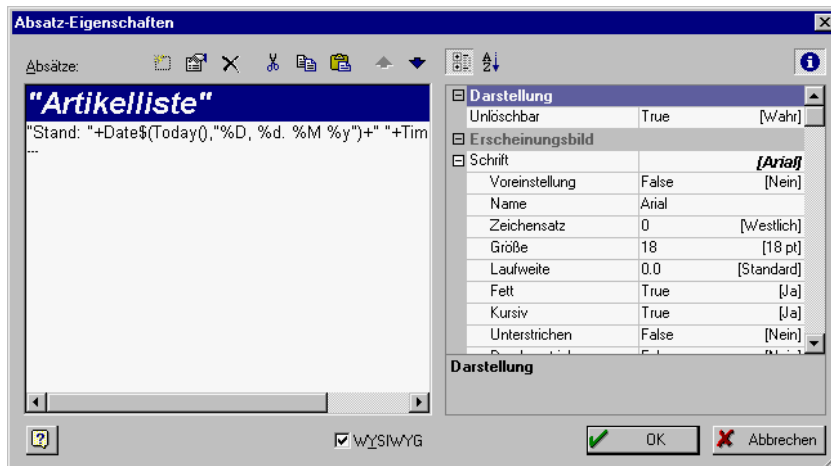 Absatz-Eigenschaften
Absätze:
"Artikelliste"
"Stand: "+Date$(Today(),"%D, %d. %M %y")+" "+Tim
---
Darstellung
Unlöschbar True [Wahr]
Erscheinungsbild
Schrift [Arial]
Voreinstellung False [Nein]
Name Arial
Zeichensatz 0 [Westlich]
Größe 18 [18 pt]
Laufweite 0.0 [Standard]
Fett True [Ja]
Kursiv True [Ja]
Unterstrichen False [Nein]
Darstellung
WYSIWYG
OK
Abbrechen